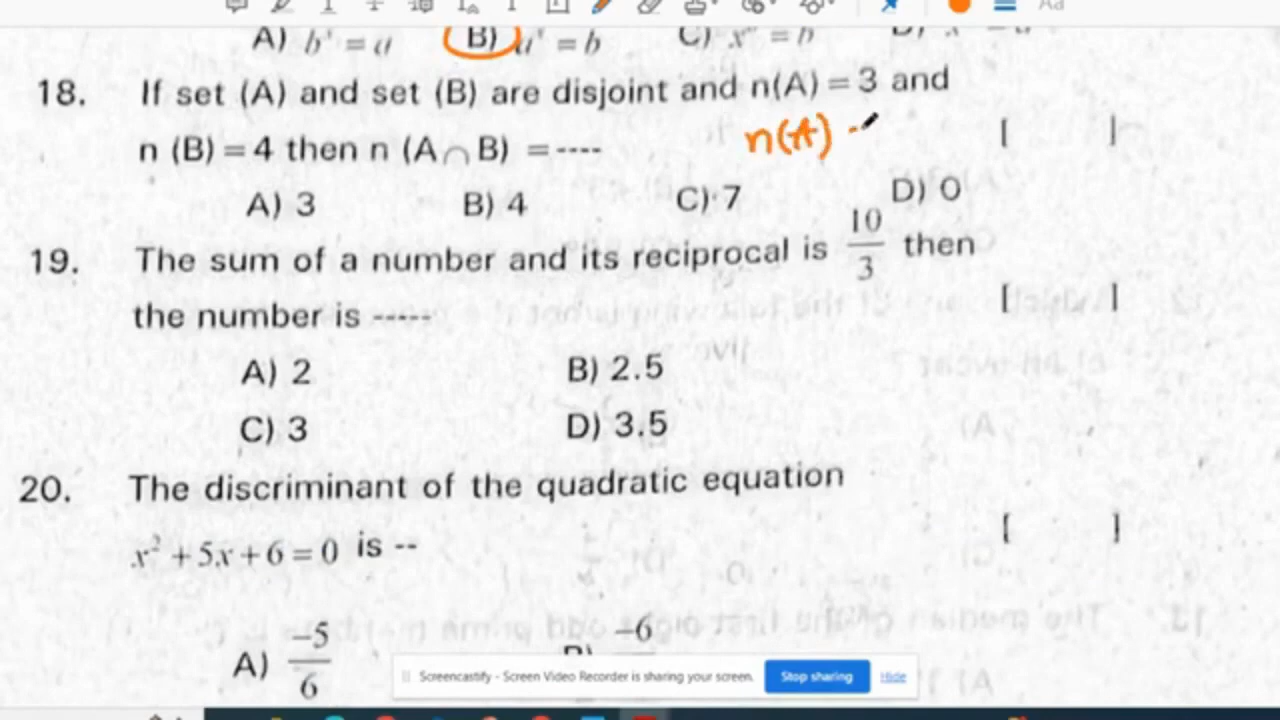 A) b^x = a B) a^x = b C) x^a = b
18. If set (A) and set (B) are disjoint and n(A) = 3 and
n(A) -
n (B) = 4 then n (A∩B) = ---- [ ]
A) 3 B) 4 C) 7 D) 0
19. The sum of a number and its reciprocal is 10/3 then
the number is ----- [ ]
A) 2 B) 2.5
C) 3 D) 3.5
20. The discriminant of the quadratic equation
x² + 5x + 6 = 0 is -- [ ]
A) -5/6 B) -6
Screencastify - Screen Video Recorder is sharing your screen. Stop sharing Hide